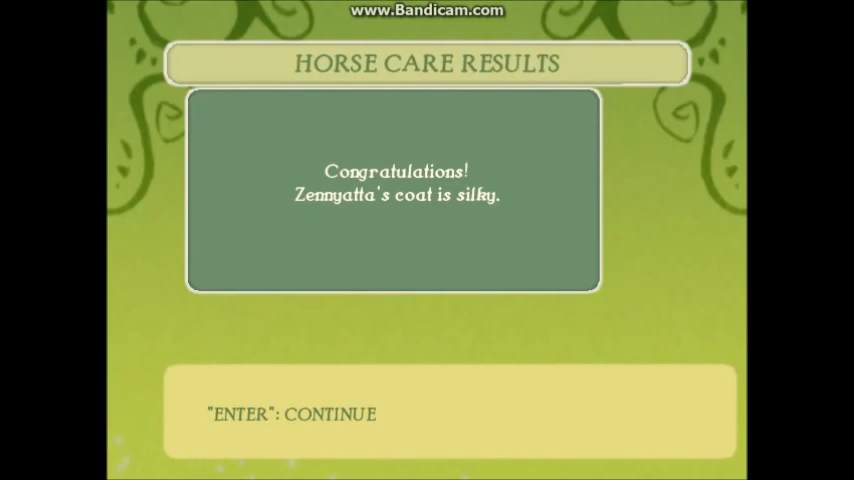 www.Bandicam.com
HORSE CARE RESULTS
Congratulations!
Zennyatta's coat is silky.
"ENTER": CONTINUE